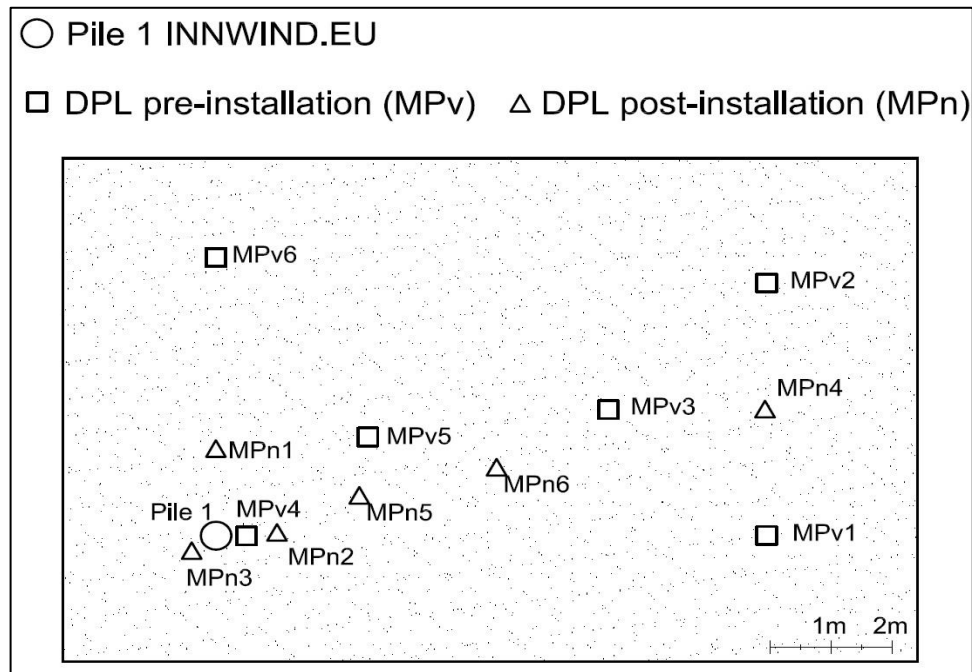 Pile 1 INNWIND.EU
DPL pre-installation (MPv) DPL post-installation (MPn)
MPv6
MPv2
MPn4
MPv3
MPv5
MPn1
MPn6
Pile 1 MPv4
MPn5
MPv1
MPn2
MPn3
1m 2m